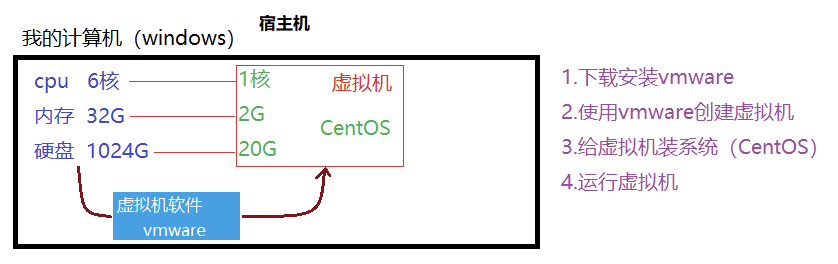 宿主机
我的计算机（windows）
cpu 6核 1核 虚拟机
内存 32G 2G CentOS
硬盘 1024G 20G
虚拟机软件
vmware
1.下载安装vmware
2.使用vmware创建虚拟机
3.给虚拟机装系统（CentOS）
4.运行虚拟机